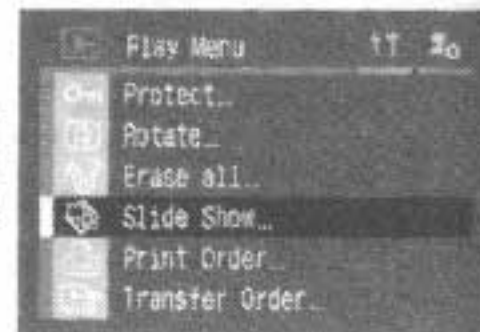 Play Menu
Protect...
Rotate...
Erase all...
Slide Show...
Print Order...
Transfer Order...